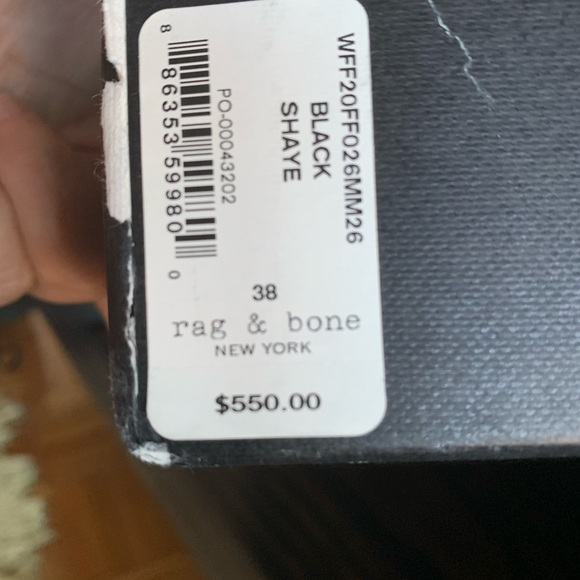 WFF20FF026MM26
BLACK
SHAYE
PO-00043202
8 86353 59980 0
38
rag & bone
NEW YORK
$550.00